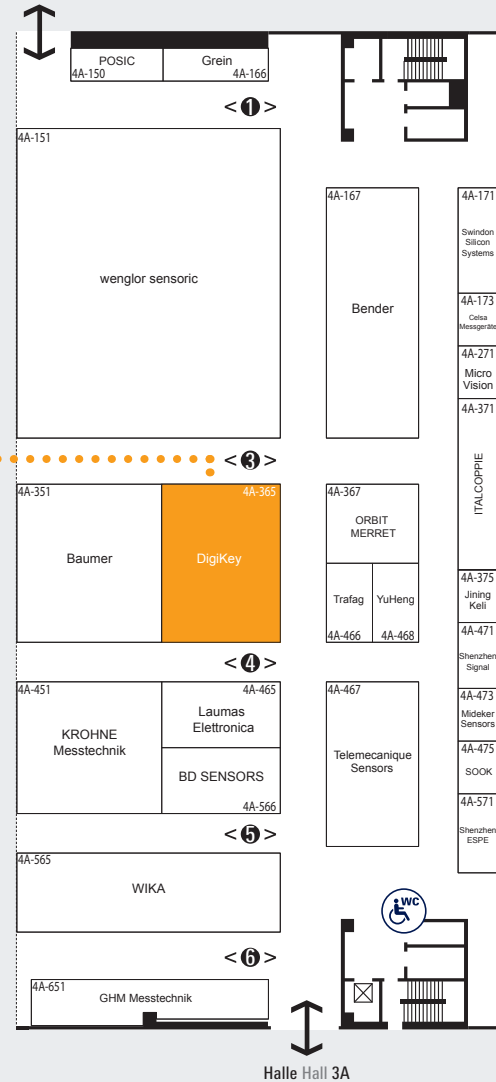 POSIC
4A-150
Grein
4A-166
< 1 >
4A-151
wenglor sensoric
4A-167
Bender
4A-171
Swindon
Silicon
Systems
4A-173
Celsa
Messgeräte
4A-271
Micro
Vision
4A-371
ITALCOPPIE
< 3 >
4A-351
Baumer
4A-365
DigiKey
4A-367
ORBIT
MERRET
Trafag
4A-466
YuHeng
4A-468
4A-375
Jining
Keli
4A-471
Shenzhen
Signal
< 4 >
4A-451
KROHNE
Messtechnik
4A-465
Laumas
Elettronica
BD SENSORS
4A-566
4A-467
Telemecanique
Sensors
4A-473
Mideker
Sensors
4A-475
SOOK
4A-571
Shenzhen
ESPE
< 5 >
4A-565
WIKA
WC
< 6 >
4A-651
GHM Messtechnik
Halle Hall 3A